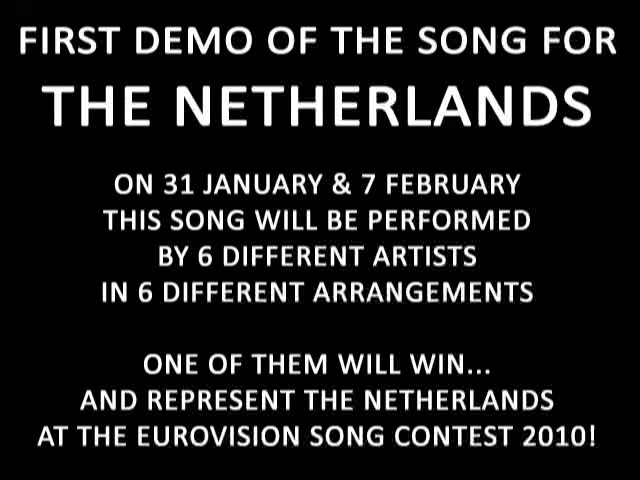 FIRST DEMO OF THE SONG FOR
THE NETHERLANDS
ON 31 JANUARY & 7 FEBRUARY
THIS SONG WILL BE PERFORMED
BY 6 DIFFERENT ARTISTS
IN 6 DIFFERENT ARRANGEMENTS
ONE OF THEM WILL WIN...
AND REPRESENT THE NETHERLANDS
AT THE EUROVISION SONG CONTEST 2010!